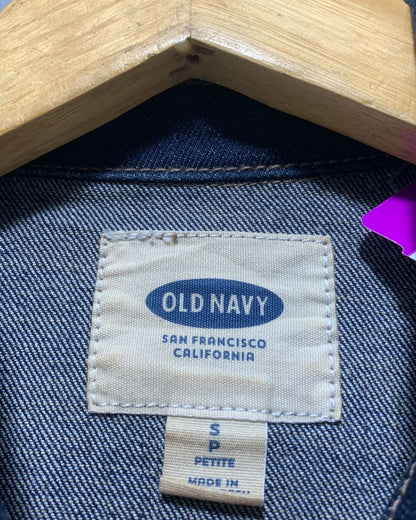 OLD NAVY
SAN FRANCISCO
CALIFORNIA
S
P
PETITE
MADE IN